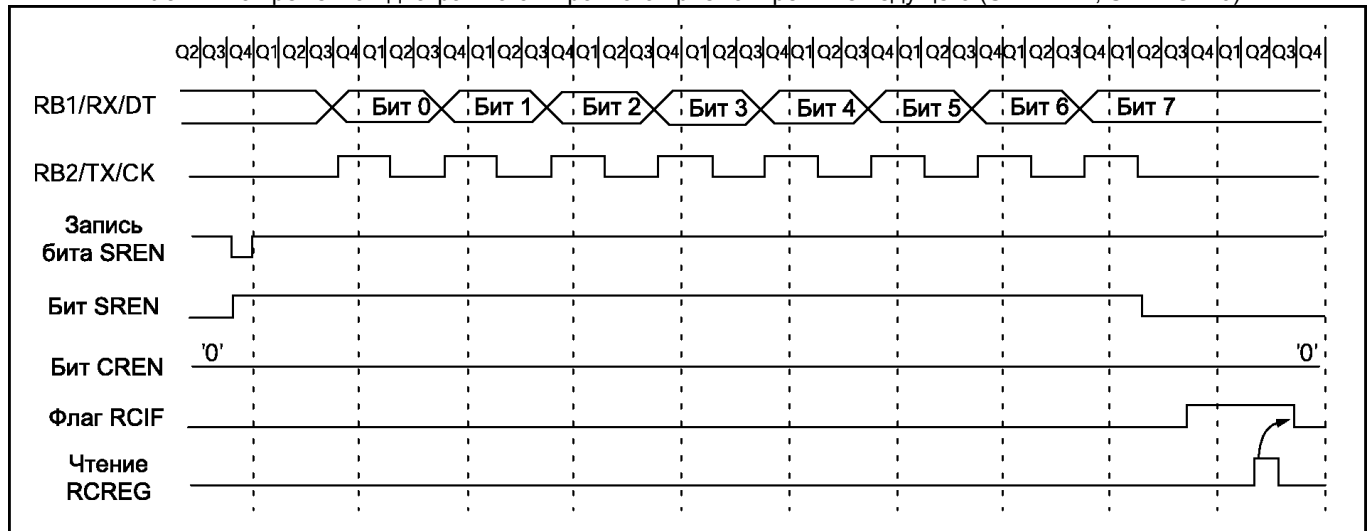 Q2|Q3|Q4|Q1|Q2|Q3|Q4|Q1|Q2|Q3|Q4|Q1|Q2|Q3|Q4|Q1|Q2|Q3|Q4|Q1|Q2|Q3|Q4|Q1|Q2|Q3|Q4|Q1|Q2|Q3|Q4|Q1|Q2|Q3|Q4|Q1|Q2|Q3|Q4|Q1|Q2|Q3|Q4|
RB1/RX/DT Бит 0 Бит 1 Бит 2 Бит 3 Бит 4 Бит 5 Бит 6 Бит 7
RB2/TX/CK
Запись
бита SREN
Бит SREN
Бит CREN '0' '0'
Флаг RCIF
Чтение
RCREG